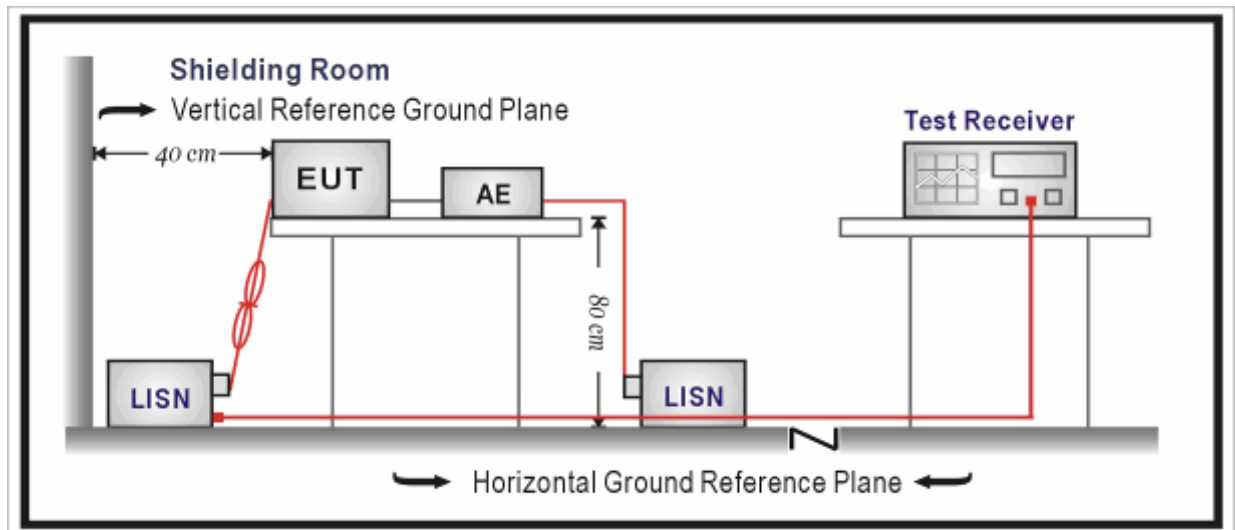 Shielding Room
Vertical Reference Ground Plane
Test Receiver
40 cm
EUT
AE
80 cm
LISN
LISN
Horizontal Ground Reference Plane